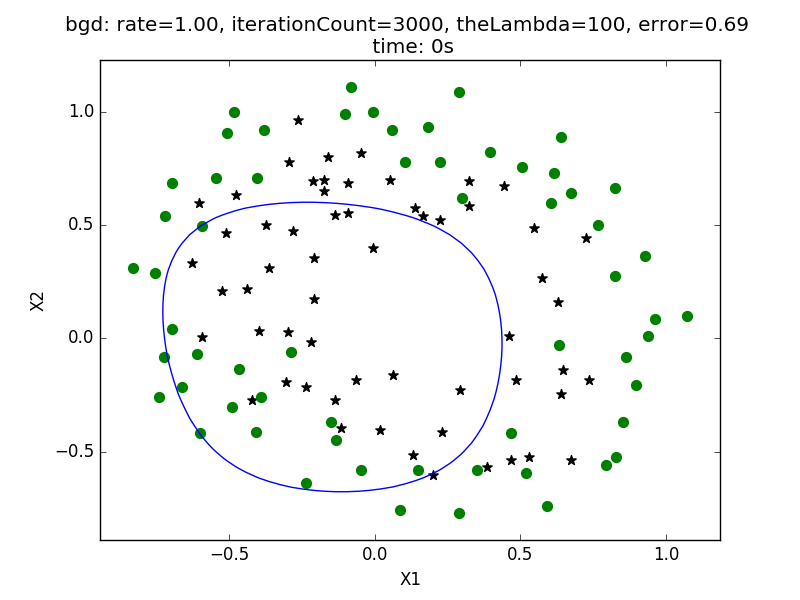 bgd: rate=1.00, iterationCount=3000, theLambda=100, error=0.69
time: 0s
1.0
0.5
X2
0.0
−0.5
−0.5 0.0 0.5 1.0
X1